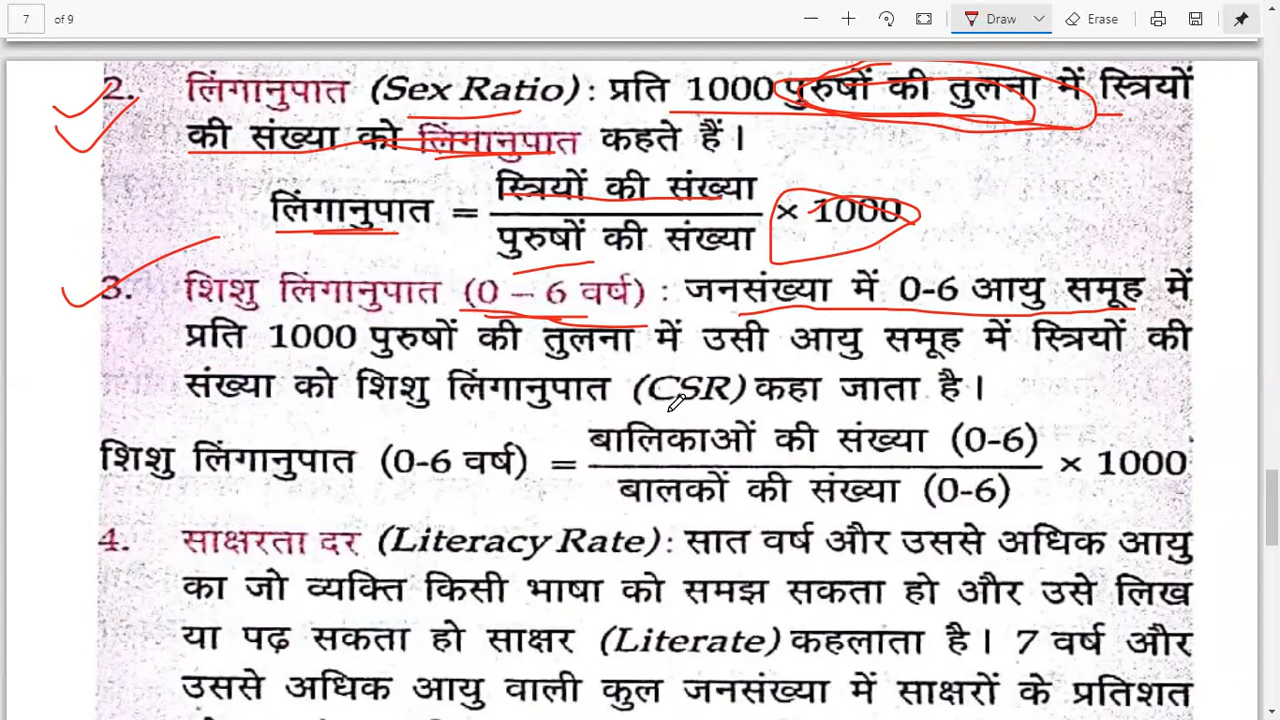 7 of 9 Draw Erase
2. लिंगानुपात (Sex Ratio) : प्रति 1000 पुरुषों की तुलना में स्त्रियों
की संख्या को लिंगानुपात कहते हैं।
लिंगानुपात = स्त्रियों की संख्या / पुरुषों की संख्या × 1000
3. शिशु लिंगानुपात (0 – 6 वर्ष) : जनसंख्या में 0-6 आयु समूह में
प्रति 1000 पुरुषों की तुलना में उसी आयु समूह में स्त्रियों की
संख्या को शिशु लिंगानुपात (CSR) कहा जाता है।
शिशु लिंगानुपात (0-6 वर्ष) = बालिकाओं की संख्या (0-6) / बालकों की संख्या (0-6) × 1000
4. साक्षरता दर (Literacy Rate) : सात वर्ष और उससे अधिक आयु
का जो व्यक्ति किसी भाषा को समझ सकता हो और उसे लिख
या पढ़ सकता हो साक्षर (Literate) कहलाता है। 7 वर्ष और
उससे अधिक आयु वाली कुल जनसंख्या में साक्षरों के प्रतिशत